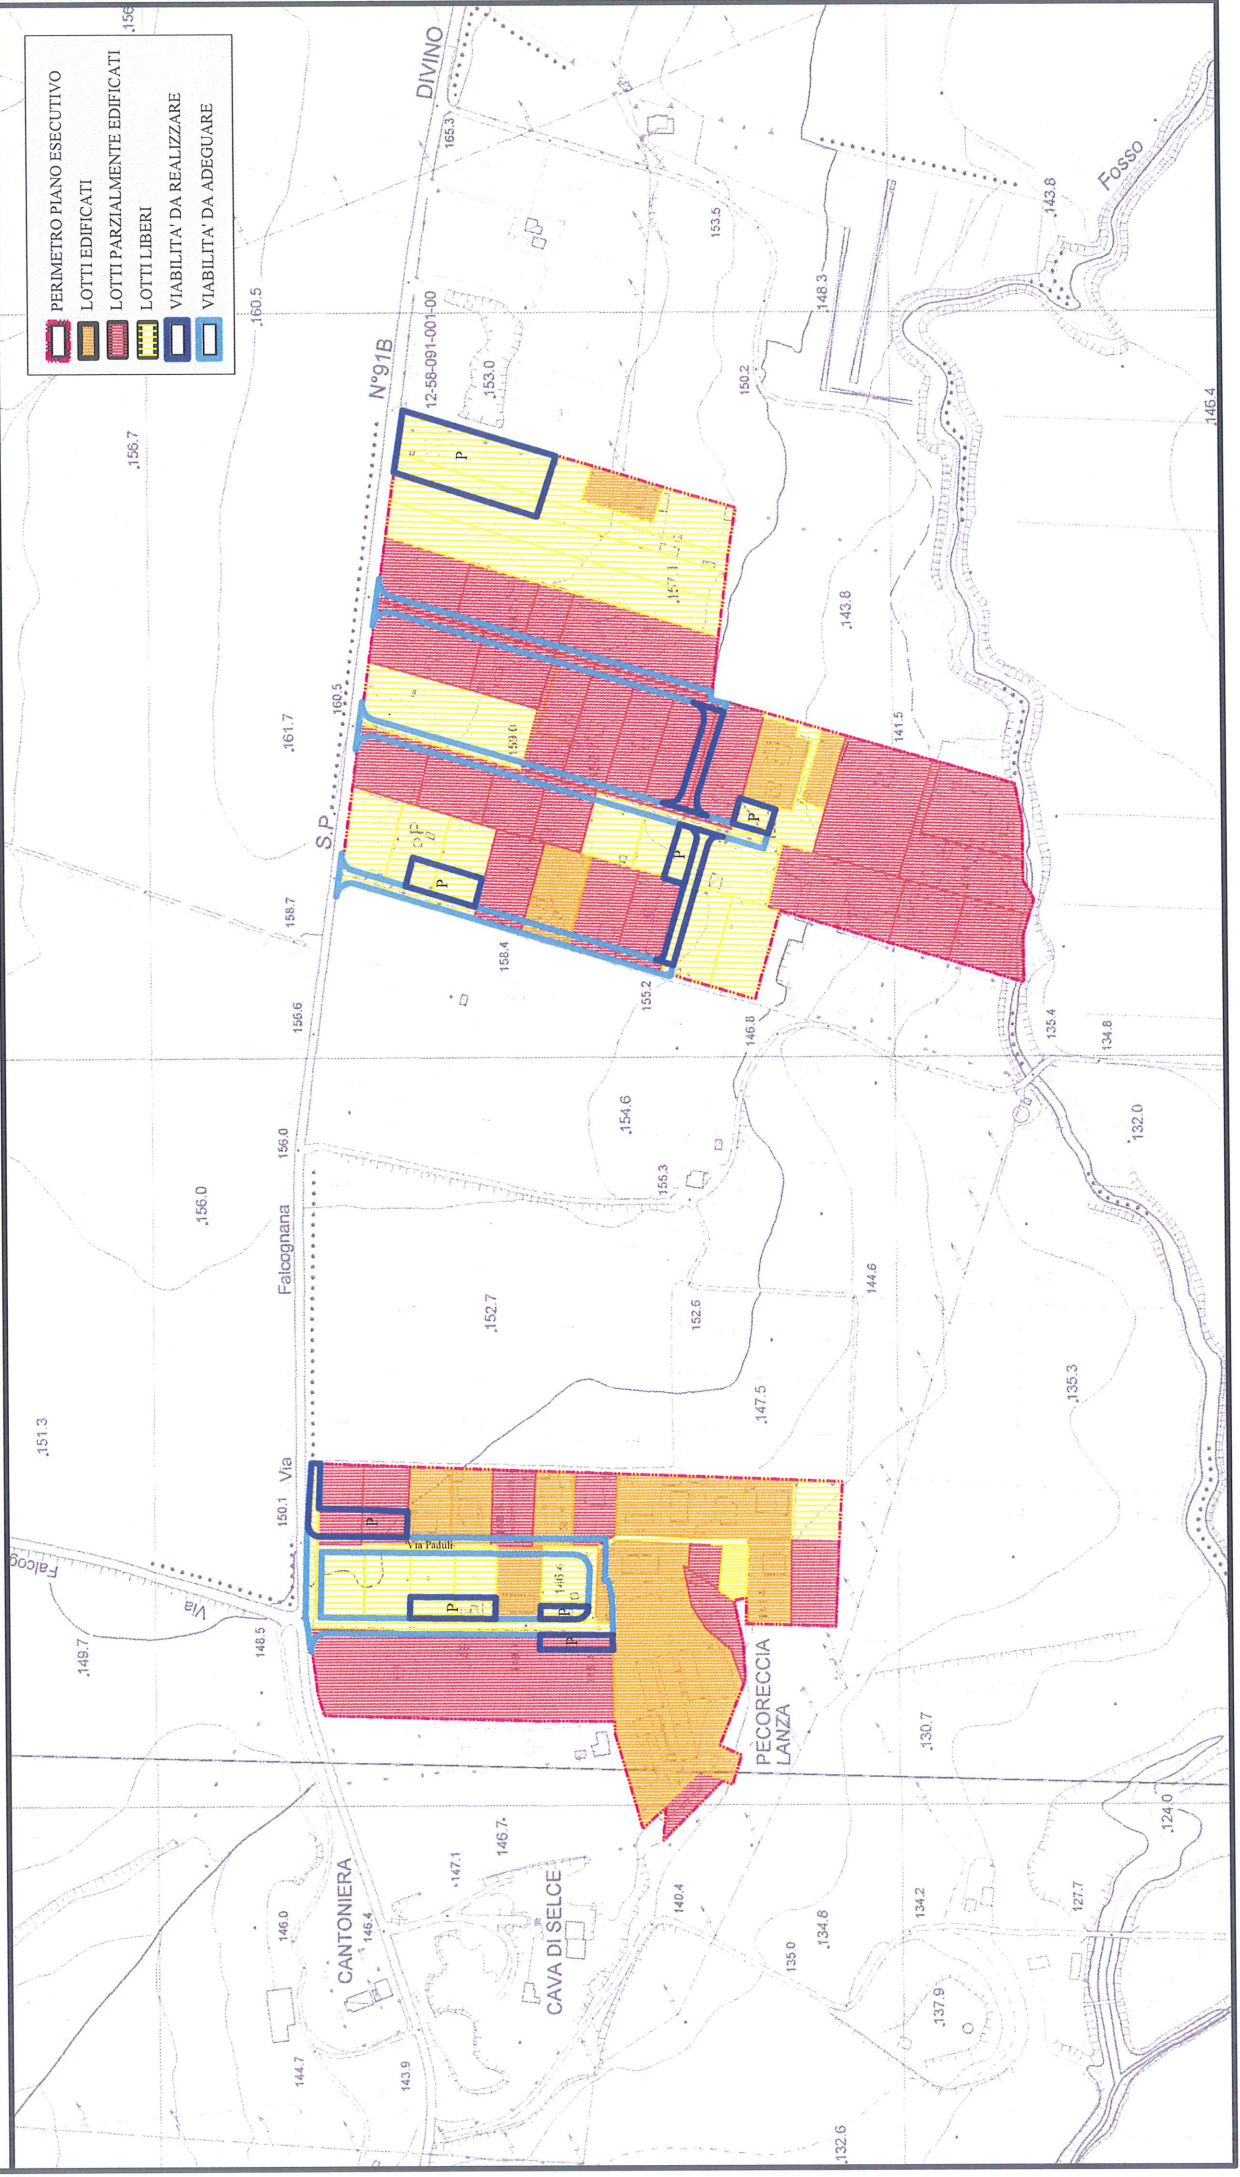 PERIMETRO PIANO ESECUTIVO
LOTTI EDIFICATI
LOTTI PARZIALMENTE EDIFICATI
LOTTI LIBERI
VIABILITA' DA REALIZZARE
VIABILITA' DA ADEGUARE
.156
DIVINO
165.3
.160.5
.156.7
N°91B
12-58-091-001-00
.153.0
153.5
148.3
150.2
.143.8
Fosso
.146.4
P
.157.1
.143.8
160.5
.161.7
S.P.
159.0
141.5
P
P
P
158.7
158.4
155.2
156.6
146.8
135.4
134.8
156.0
.154.6
155.3
.132.0
.156.0
Falcognana
.152.7
152.6
144.6
.151.3
Via
150.1
.147.5
.135.3
P
Via Paduli
146.4
P
P
P
Falcog
Via
.149.7
148.5
PECORECCIA
LANZA
.130.7
.124.0
CANTONIERA
146.0
145.4
.147.1
146.7.
CAVA DI SELCE
140.4
135.0
.134.8
134.2
127.7
.137.9
144.7
143.9
.132.6